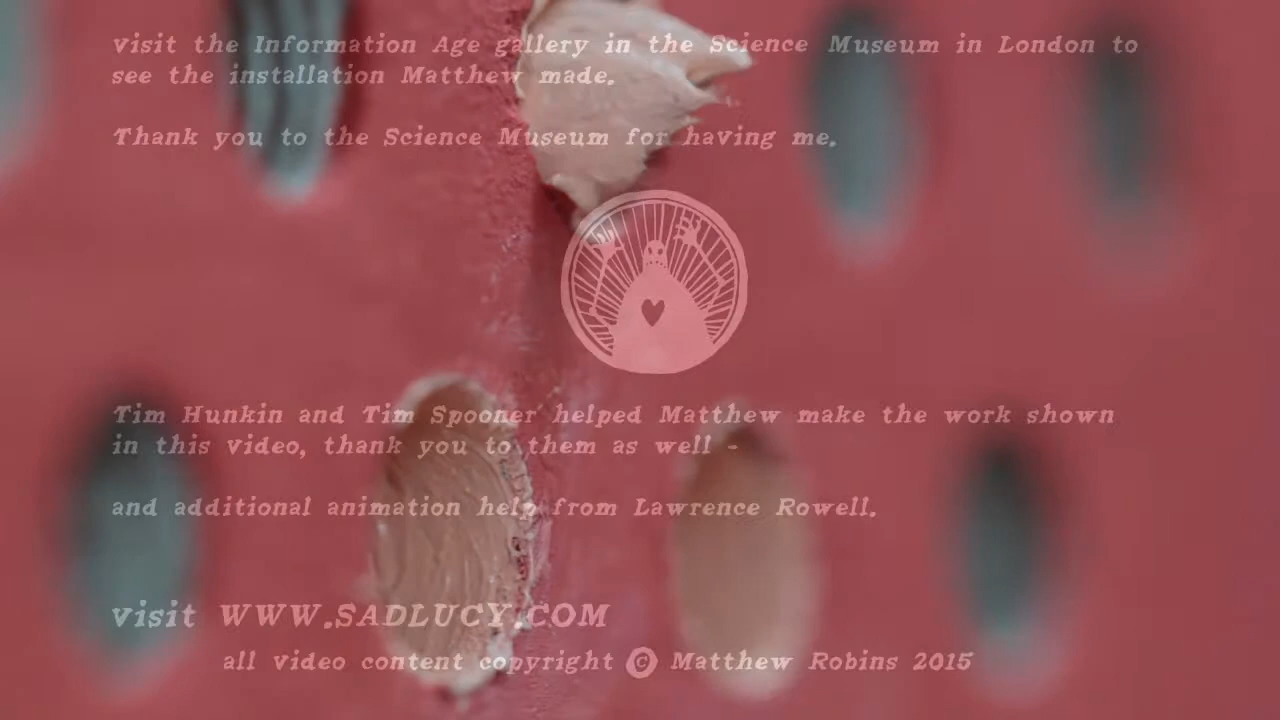 visit the Information Age gallery in the Science Museum in London to
see the installation Matthew made.
Thank you to the Science Museum for having me.
Tim Hunkin and Tim Spooner helped Matthew make the work shown
in this video, thank you to them as well -
and additional animation help from Lawrence Rowell.
visit WWW.SADLUCY.COM
all video content copyright © Matthew Robins 2015